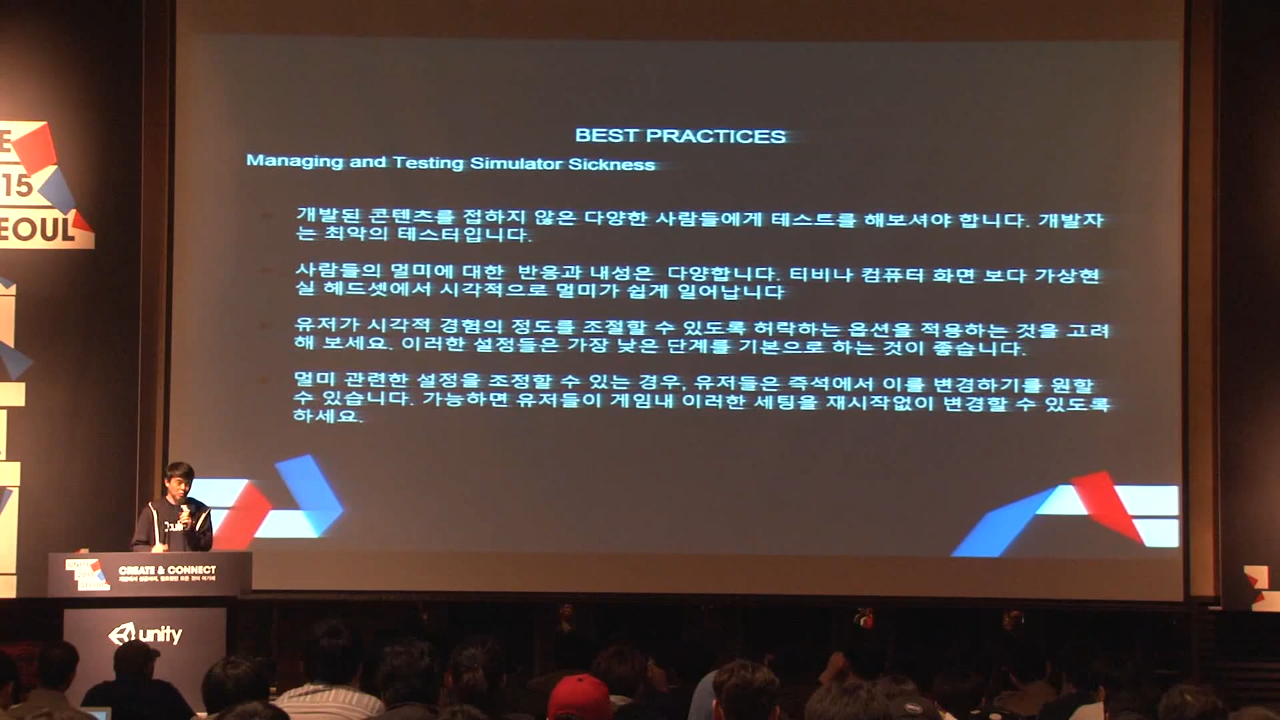 E
15
EOUL
BEST PRACTICES
Managing and Testing Simulator Sickness
개발된 콘텐츠를 접하지 않은 다양한 사람들에게 테스트를 해보셔야 합니다. 개발자
는 최악의 테스터입니다.
사람들의 멀미에 대한 반응과 내성은 다양합니다. 티비나 컴퓨터 화면 보다 가상현
실 헤드셋에서 시각적으로 멀미가 쉽게 일어납니다
유저가 시각적 경험의 정도를 조절할 수 있도록 허락하는 옵션을 적용하는 것을 고려
해 보세요. 이러한 설정들은 가장 낮은 단계를 기본으로 하는 것이 좋습니다.
멀미 관련한 설정을 조정할 수 있는 경우, 유저들은 즉석에서 이를 변경하기를 원할
수 있습니다. 가능하면 유저들이 게임내 이러한 세팅을 재시작없이 변경할 수 있도록
하세요.
CREATE & CONNECT
unity